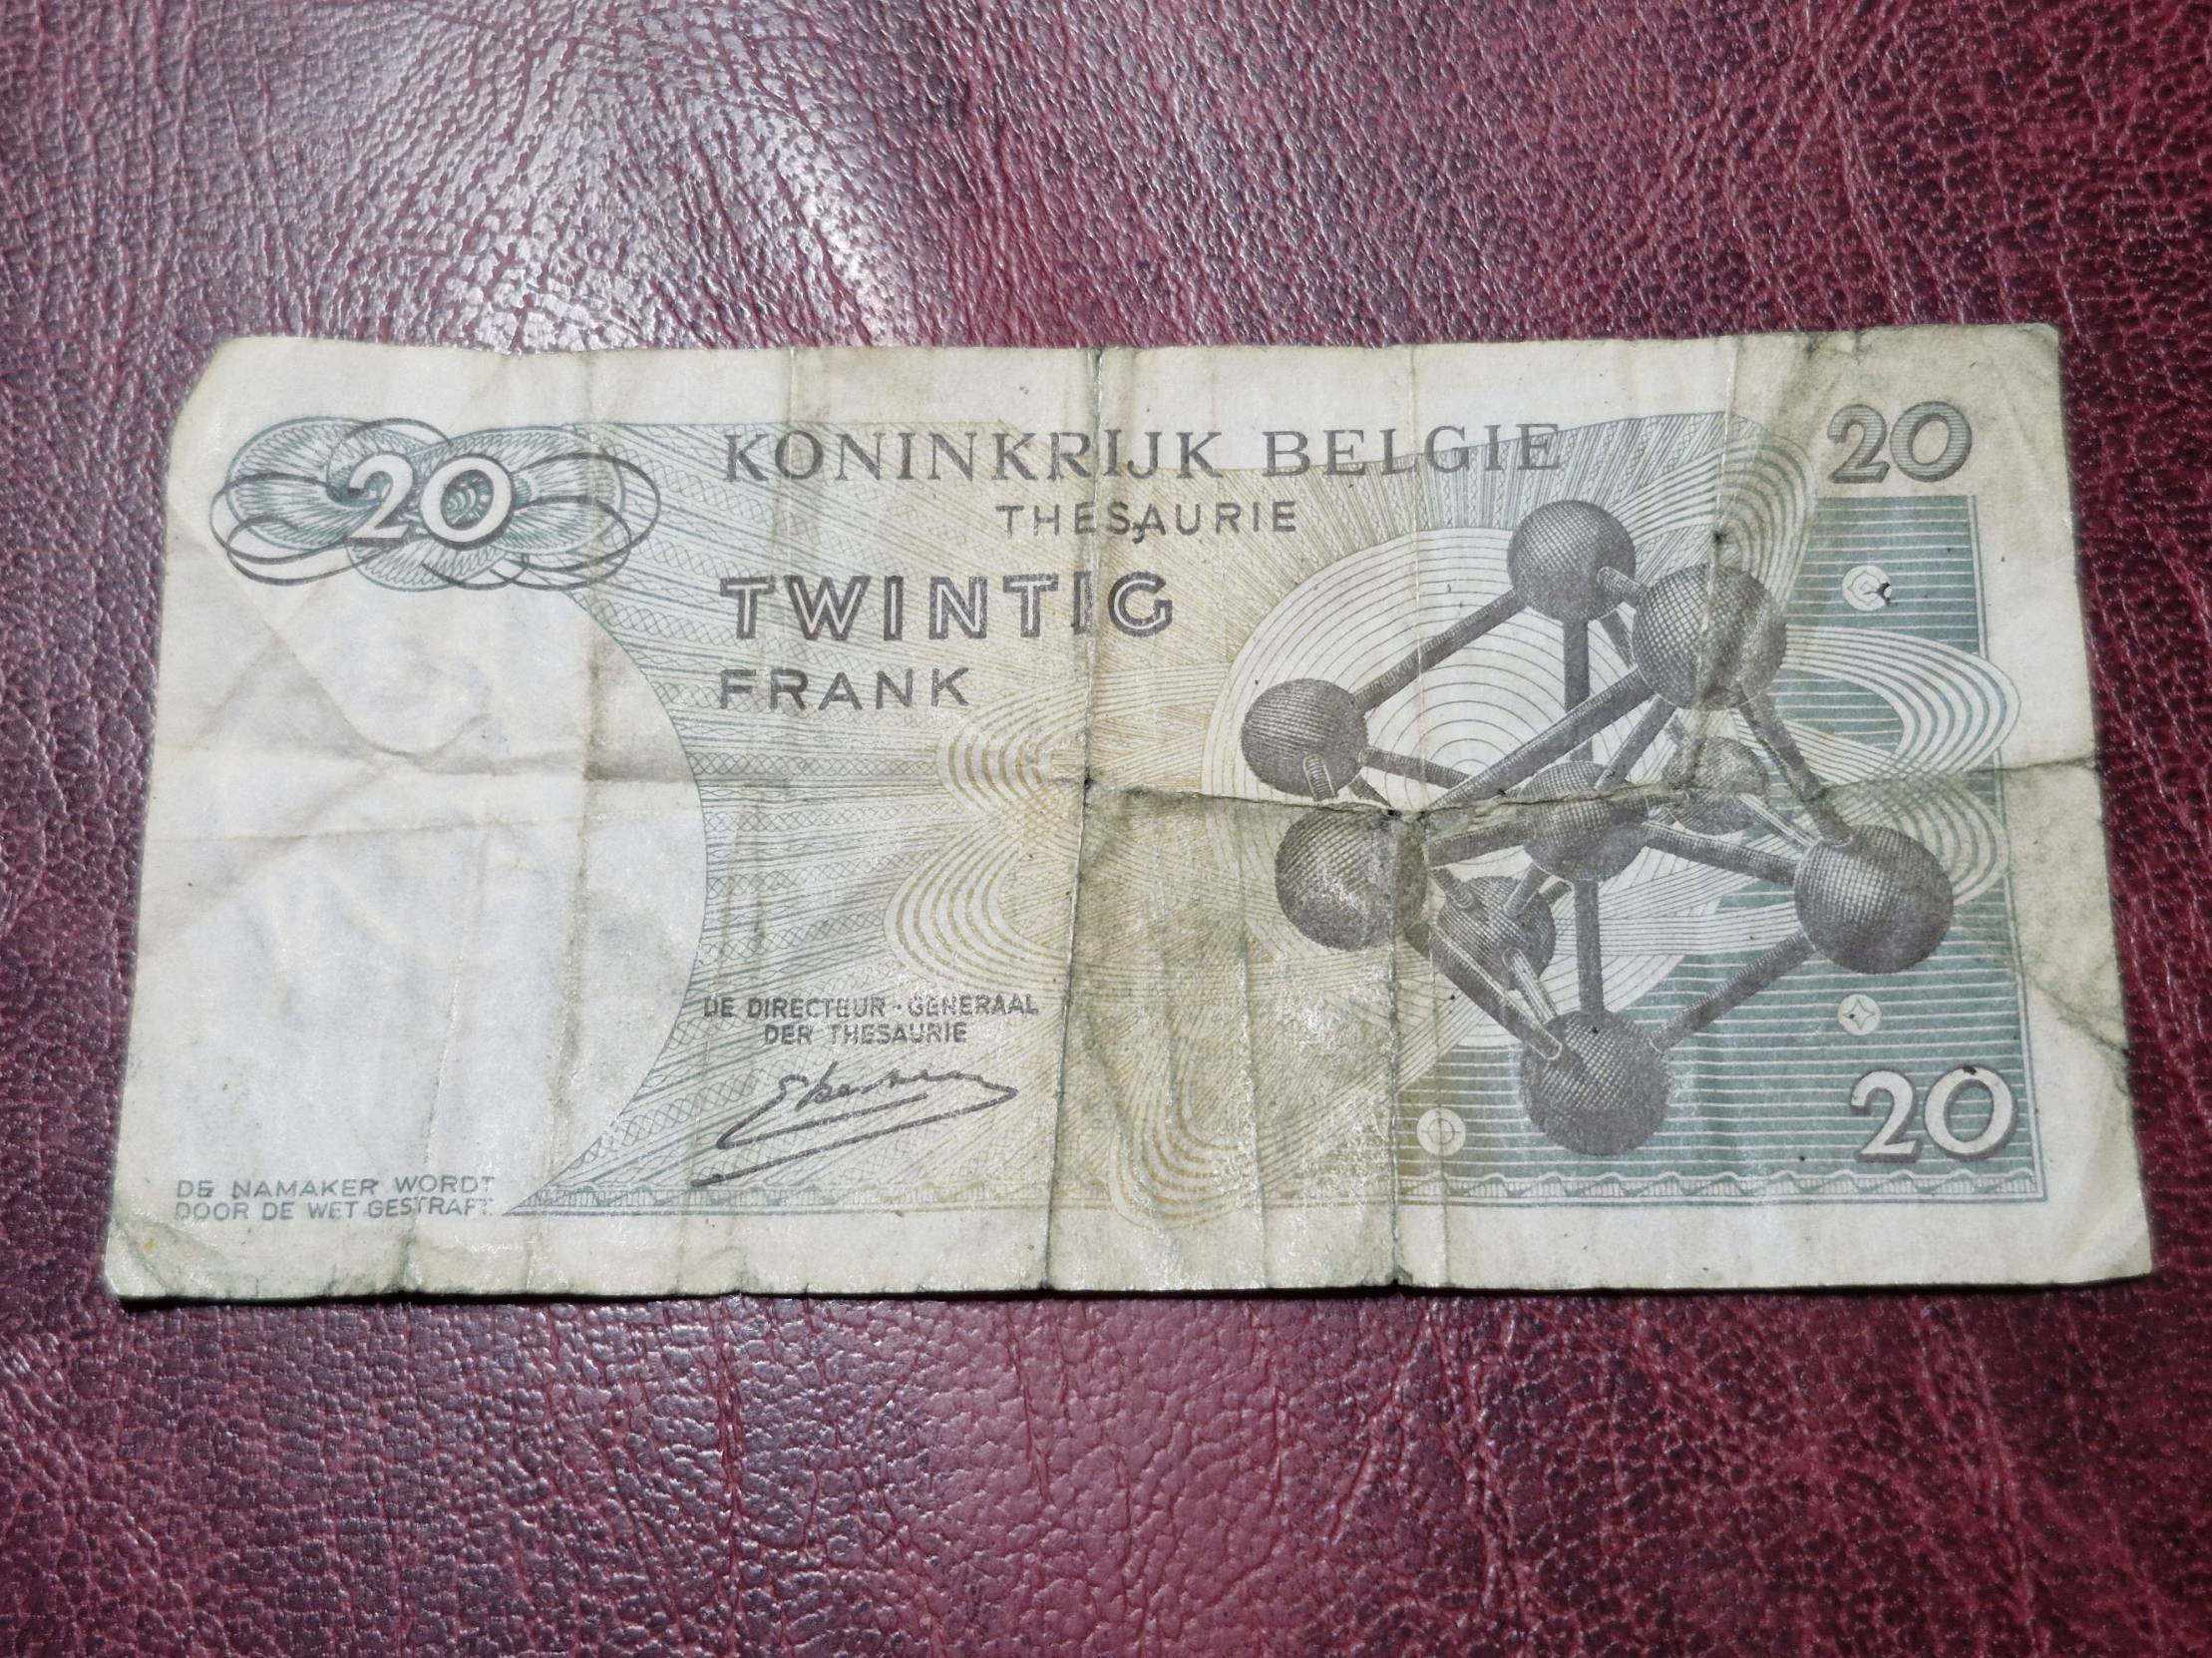 20
KONINKRIJK BELGIE
20
THESAURIE
TWINTIG
FRANK
DE DIRECTEUR - GENERAAL
DER THESAURIE
20
DE NAMAKER WORDT
DOOR DE WET GESTRAFT.